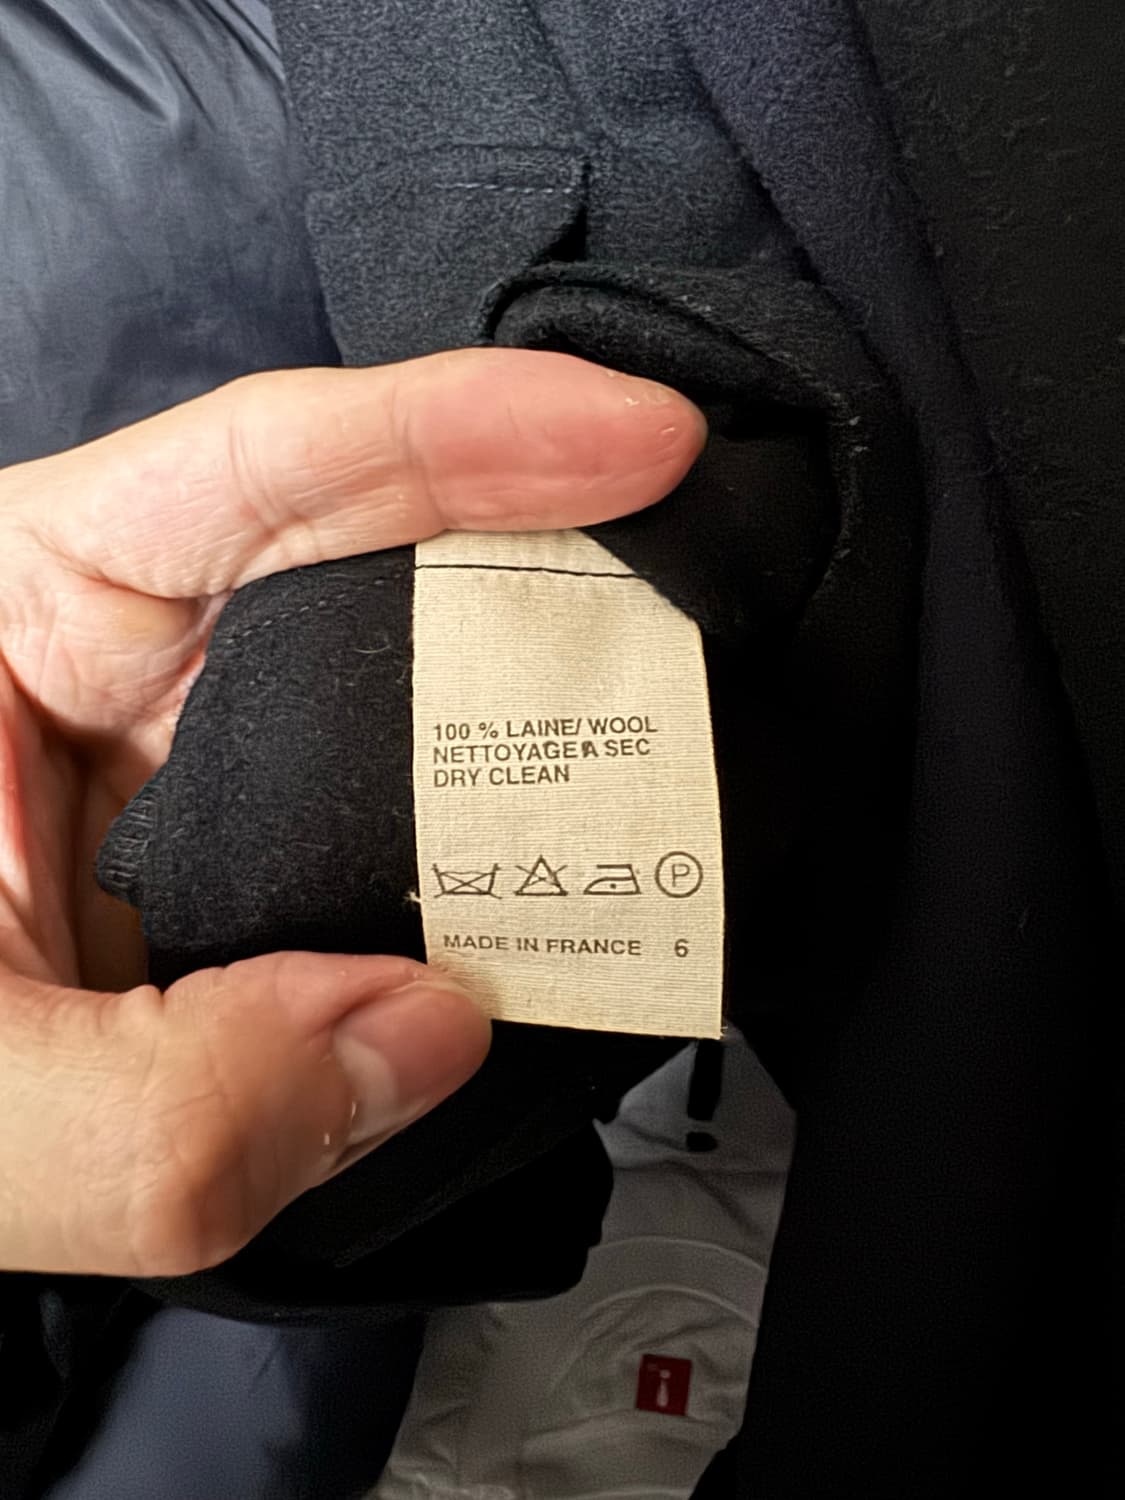 100 % LAINE/ WOOL
NETTOYAGE A SEC
DRY CLEAN
P
MADE IN FRANCE 6